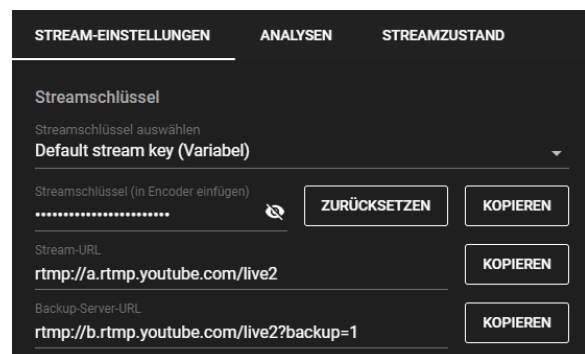 STREAM-EINSTELLUNGEN ANALYSEN STREAMZUSTAND
Streamschlüssel
Streamschlüssel auswählen
Default stream key (Variabel)
Streamschlüssel (in Encoder einfügen)
•••••••••••••••••••••••• ZURÜCKSETZEN KOPIEREN
Stream-URL
rtmp://a.rtmp.youtube.com/live2 KOPIEREN
Backup-Server-URL
rtmp://b.rtmp.youtube.com/live2?backup=1 KOPIEREN